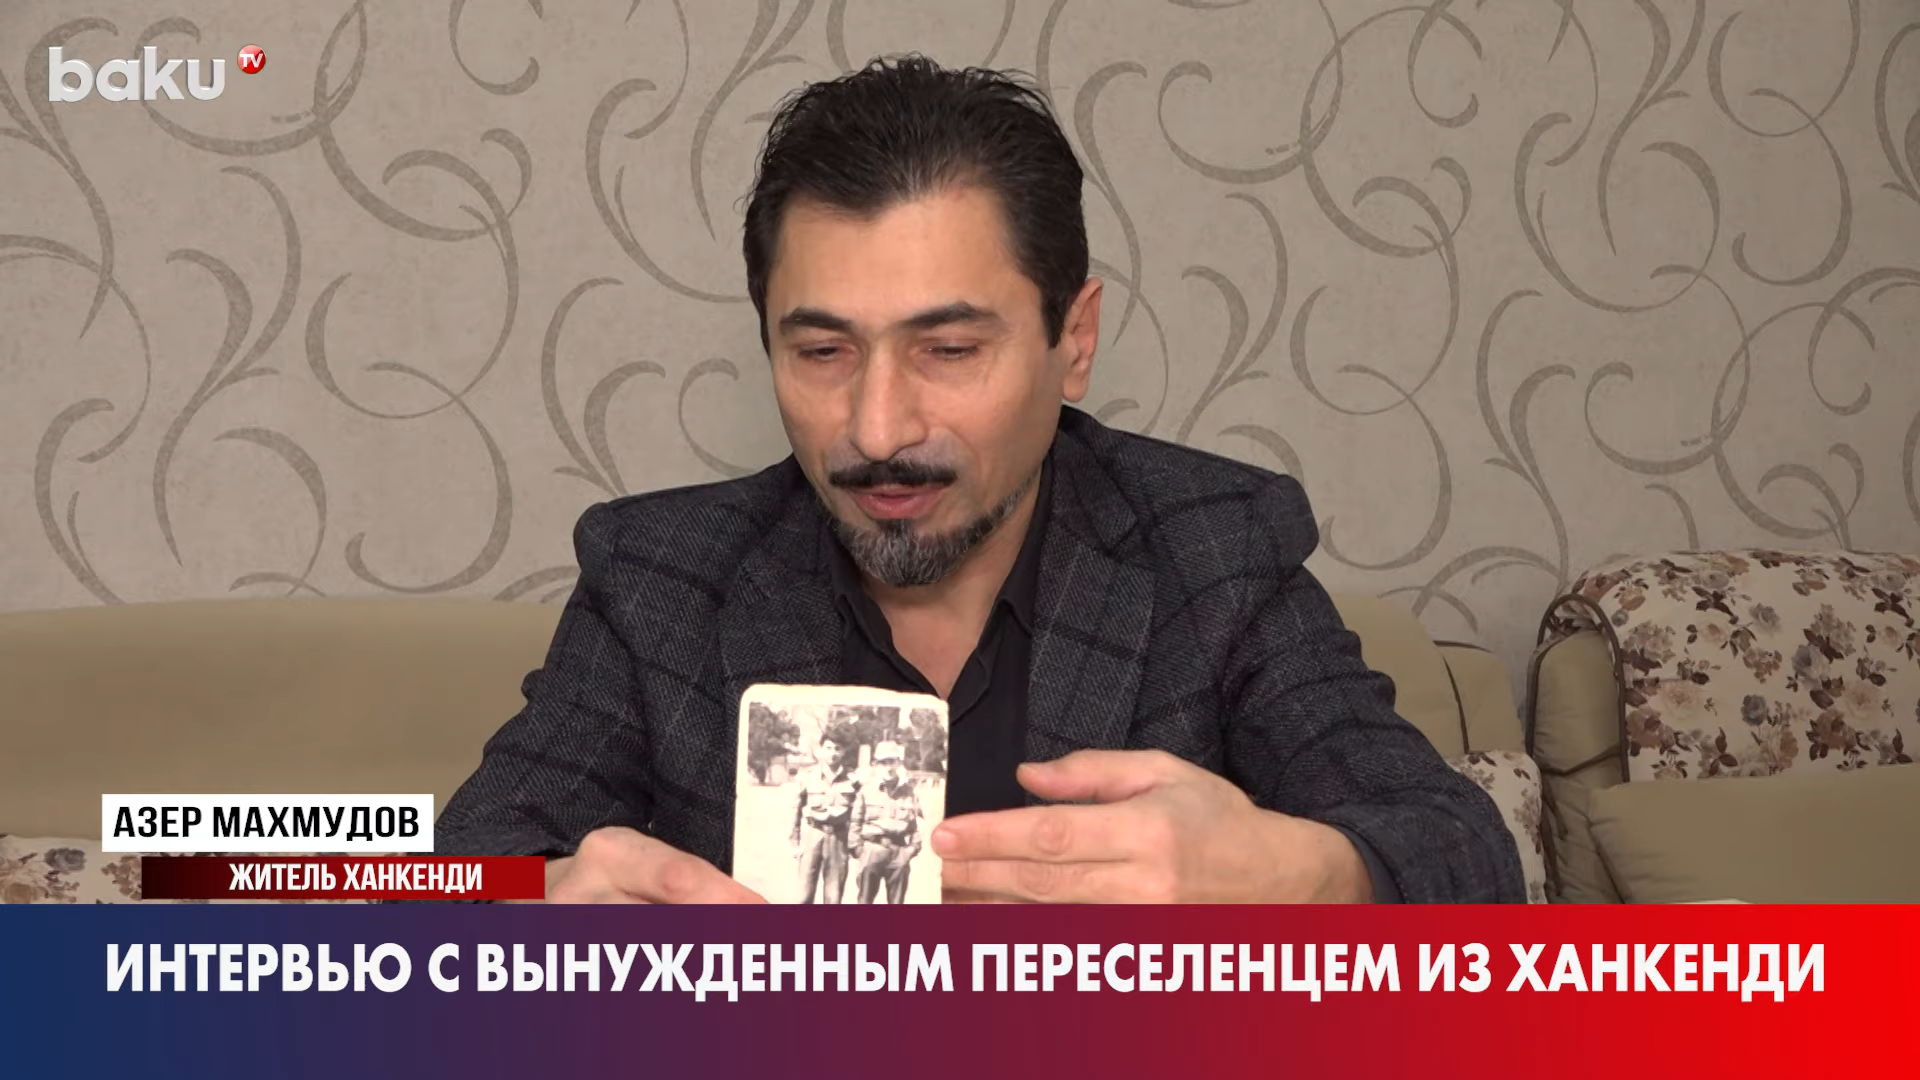 baku TV
АЗЕР МАХМУДОВ
ЖИТЕЛЬ ХАНКЕНДИ
ИНТЕРВЬЮ С ВЫНУЖДЕННЫМ ПЕРЕСЕЛЕНЦЕМ ИЗ ХАНКЕНДИ